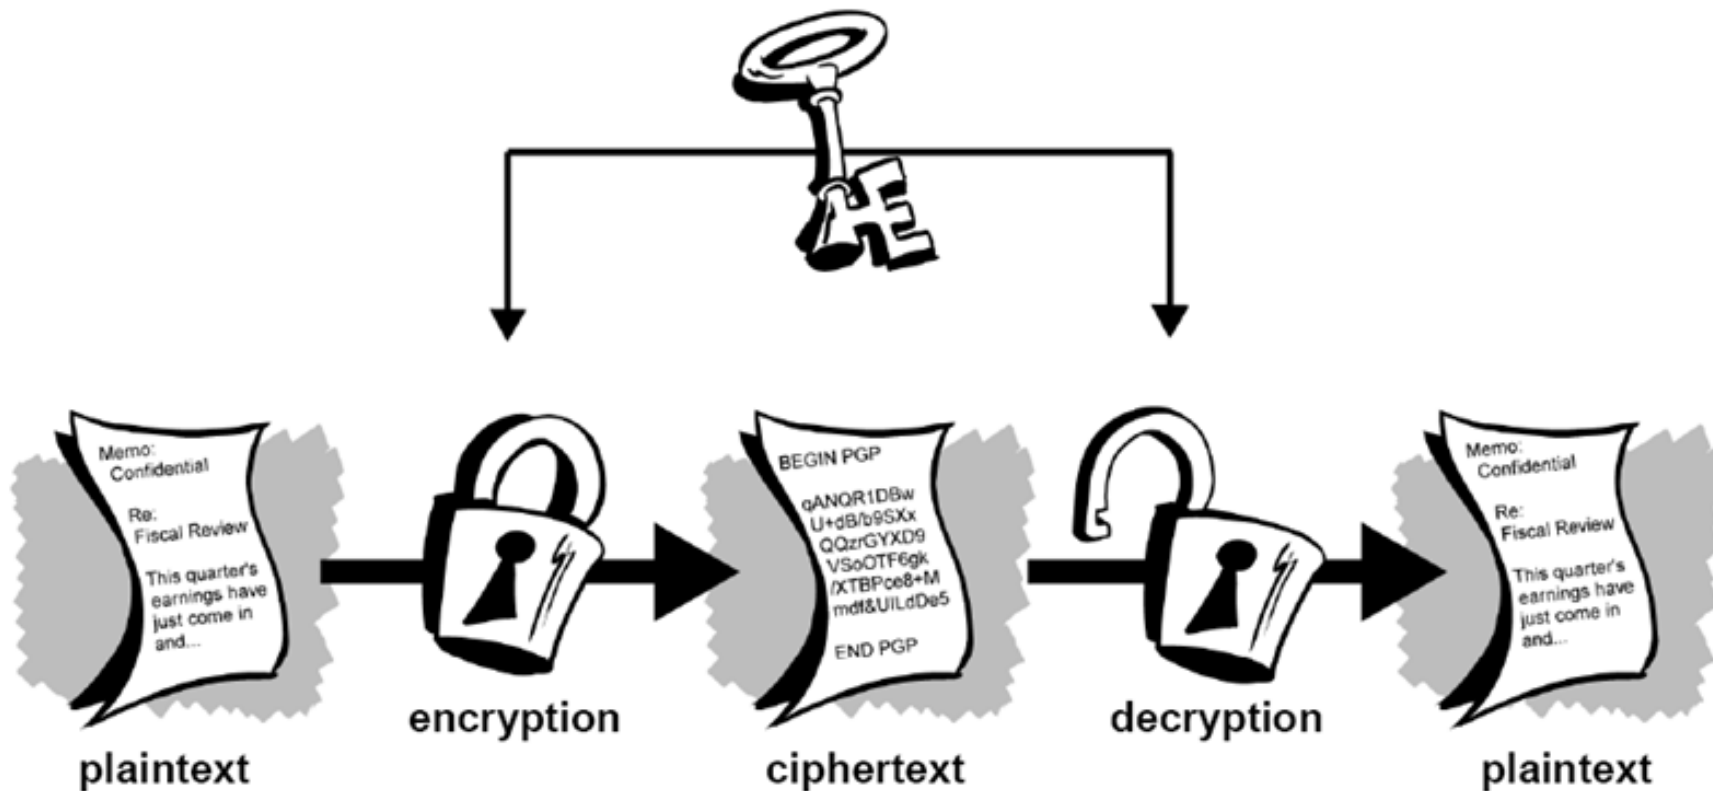 Memo:
Confidential
Re:
Fiscal Review
This quarter's
earnings have
just come in
and...
plaintext
encryption
BEGIN PGP
qANQR1DBw
U+dB/b9SXx
QQzrGYXD9
VSoOTF6gk
/XTBPce8+M
mdf&UILdDe5
END PGP
ciphertext
decryption
Memo:
Confidential
Re:
Fiscal Review
This quarter's
earnings have
just come in
and...
plaintext